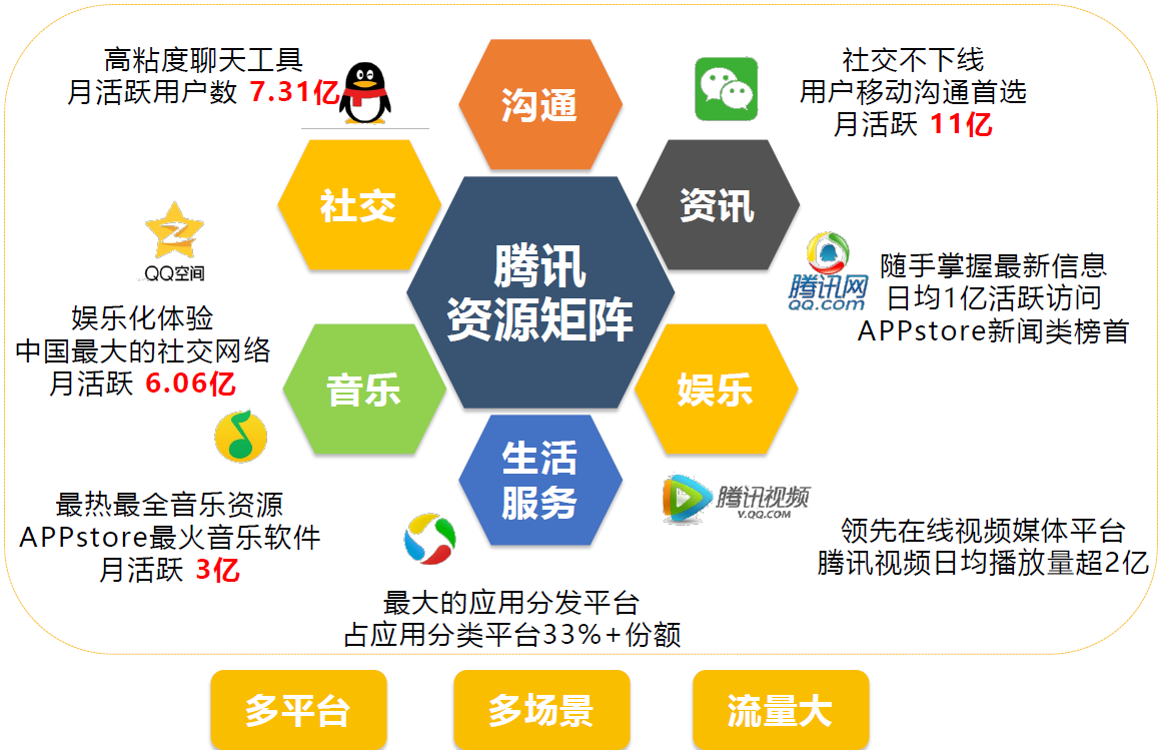 高粘度聊天工具
月活跃用户数 7.31亿
沟通
社交不下线
用户移动沟通首选
月活跃 11亿
社交
资讯
QQ空间
腾讯
资源矩阵
腾讯网
QQ.com
随手掌握最新信息
日均1亿活跃访问
APPstore新闻类榜首
娱乐化体验
中国最大的社交网络
月活跃 6.06亿
音乐
娱乐
生活
服务
腾讯视频
V.QQ.COM
最热最全音乐资源
APPstore最火音乐软件
月活跃 3亿
领先在线视频媒体平台
腾讯视频日均播放量超2亿
最大的应用分发平台
占应用分类平台33%+份额
多平台
多场景
流量大